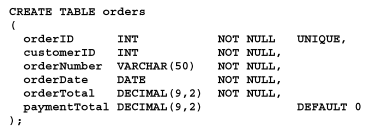 CREATE TABLE orders
(
  orderID       INT            NOT NULL   UNIQUE,
  customerID    INT            NOT NULL,
  orderNumber   VARCHAR(50)    NOT NULL,
  orderDate     DATE           NOT NULL,
  orderTotal    DECIMAL(9,2)   NOT NULL,
  paymentTotal  DECIMAL(9,2)              DEFAULT 0
);